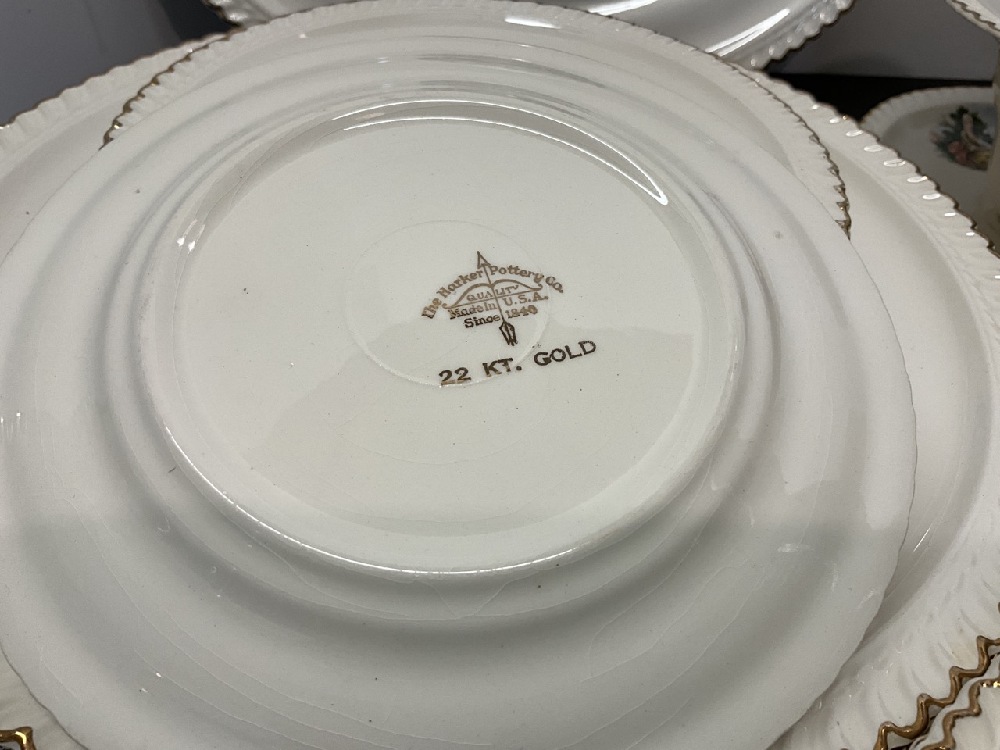 The Harker Pottery Co.
QUALITY
Made in U.S.A.
Since 1840
22 KT. GOLD